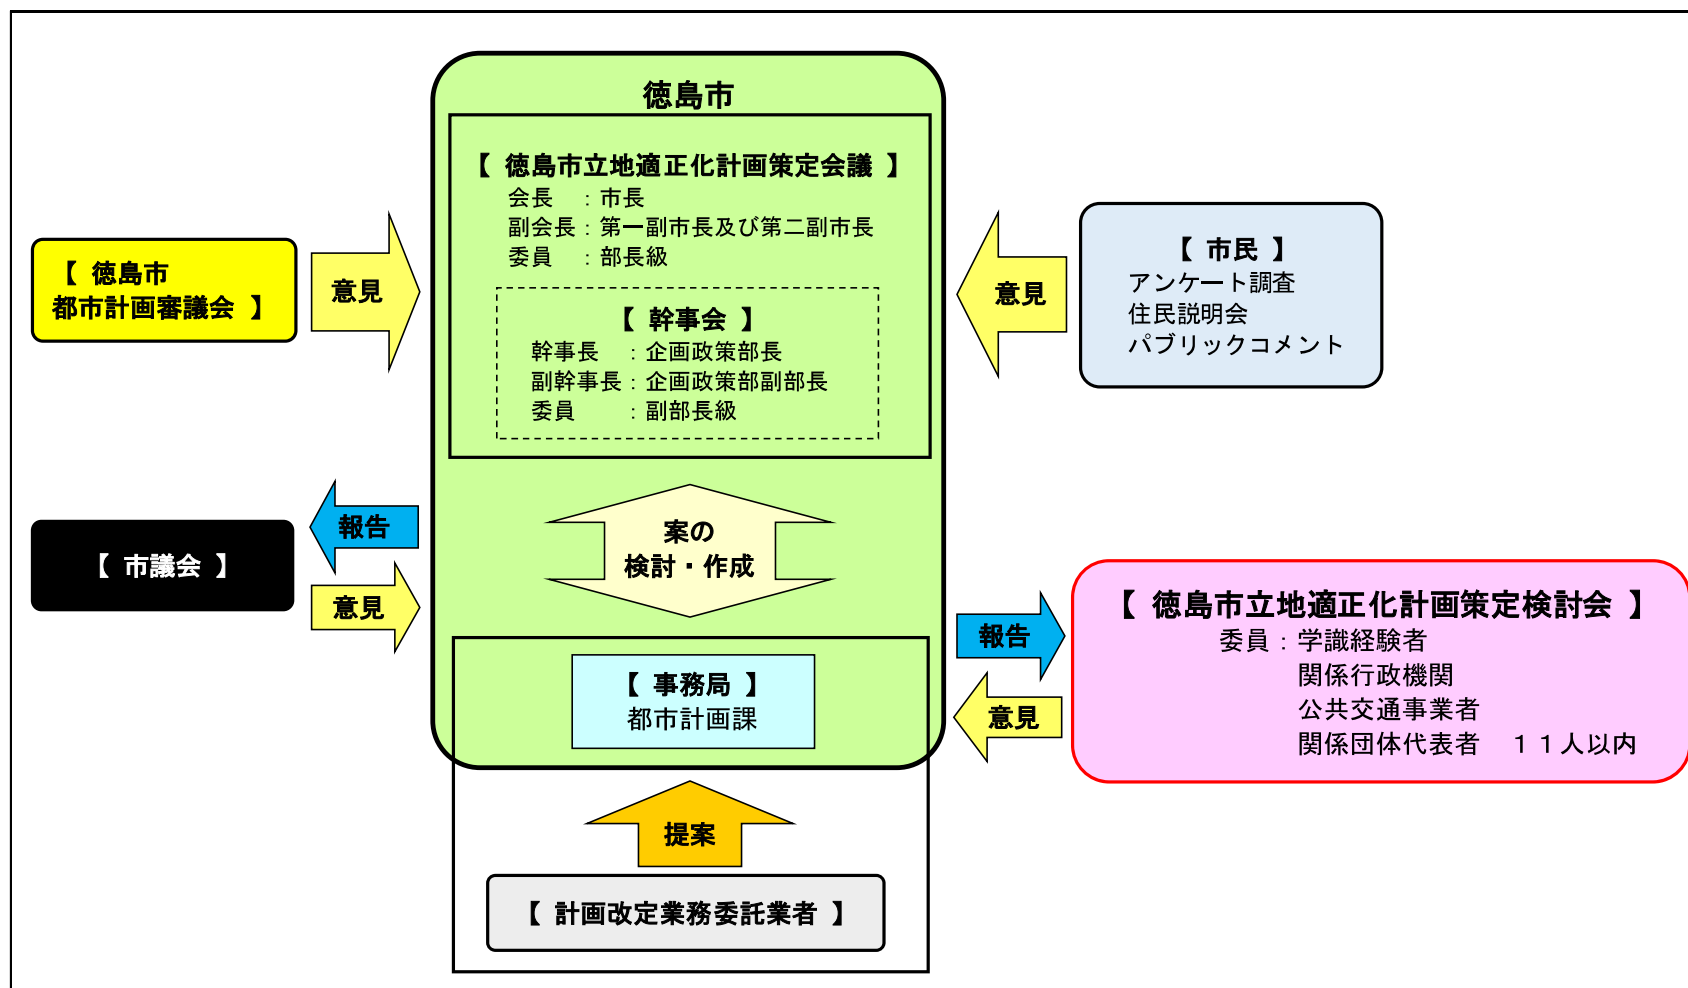 徳島市
【 徳島市立地適正化計画策定会議 】
会長 ：市長
副会長：第一副市長及び第二副市長
委員 ：部長級
【 幹事会 】
幹事長 ：企画政策部長
副幹事長：企画政策部副部長
委員 ：副部長級
【 徳島市
都市計画審議会 】
意見
意見
【 市民 】
アンケート調査
住民説明会
パブリックコメント
【 市議会 】
報告
意見
案の
検討・作成
【 事務局 】
都市計画課
報告
意見
【 徳島市立地適正化計画策定検討会 】
委員：学識経験者
関係行政機関
公共交通事業者
関係団体代表者 １１人以内
提案
【 計画改定業務委託業者 】